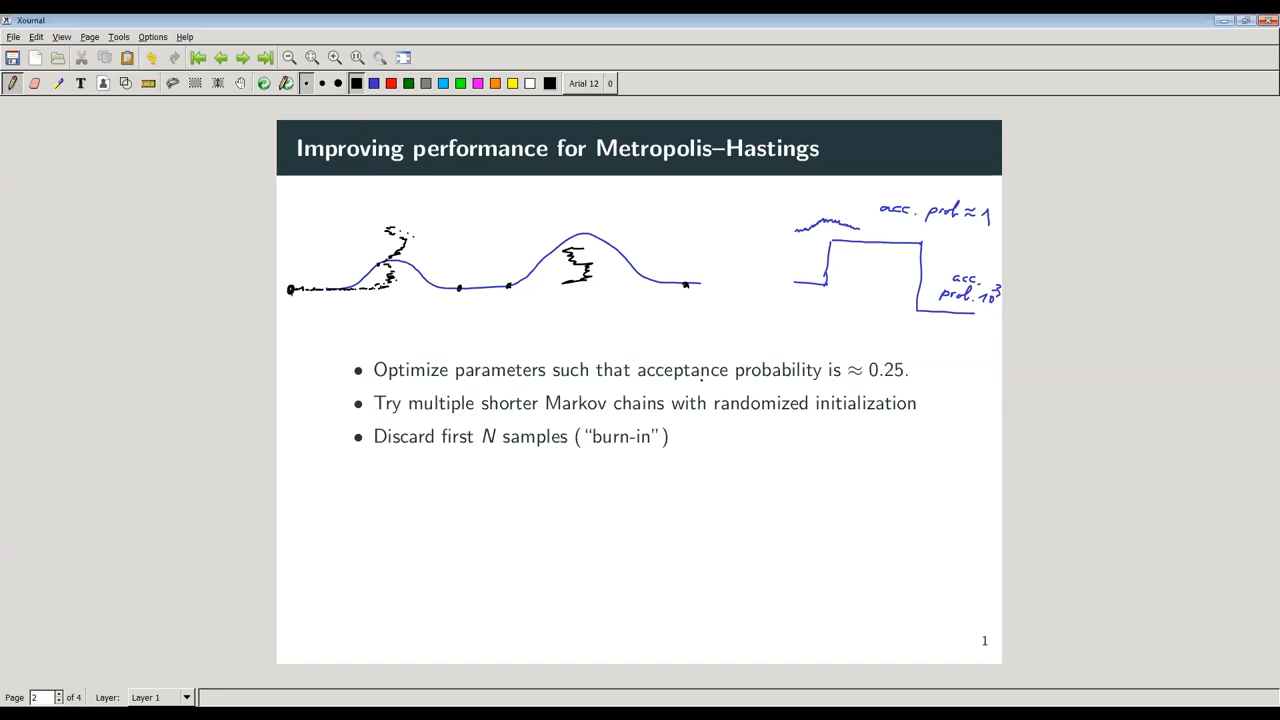 Xournal
File Edit View Page Tools Options Help
T
Arial 12 0
Improving performance for Metropolis–Hastings
acc. prob ≈ 1
acc.
prob. 10^-3
• Optimize parameters such that acceptance probability is ≈ 0.25.
• Try multiple shorter Markov chains with randomized initialization
• Discard first N samples (“burn-in”)
1
Page 2 of 4 Layer: Layer 1